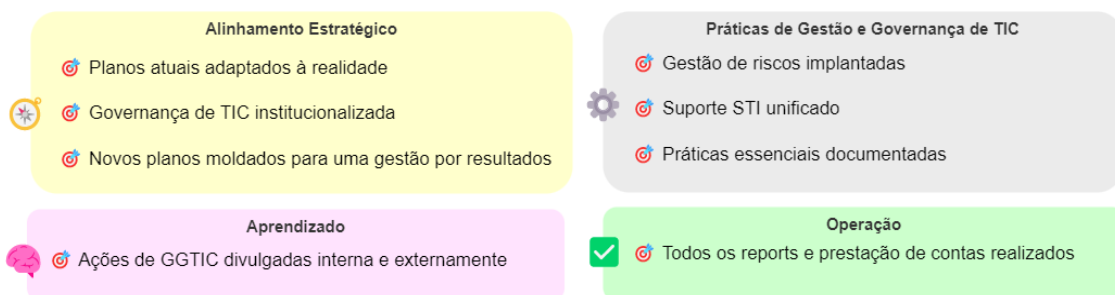 Alinhamento Estratégico
Planos atuais adaptados à realidade
Governança de TIC institucionalizada
Novos planos moldados para uma gestão por resultados
Práticas de Gestão e Governança de TIC
Gestão de riscos implantadas
Suporte STI unificado
Práticas essenciais documentadas
Aprendizado
Ações de GGTIC divulgadas interna e externamente
Operação
Todos os reports e prestação de contas realizados